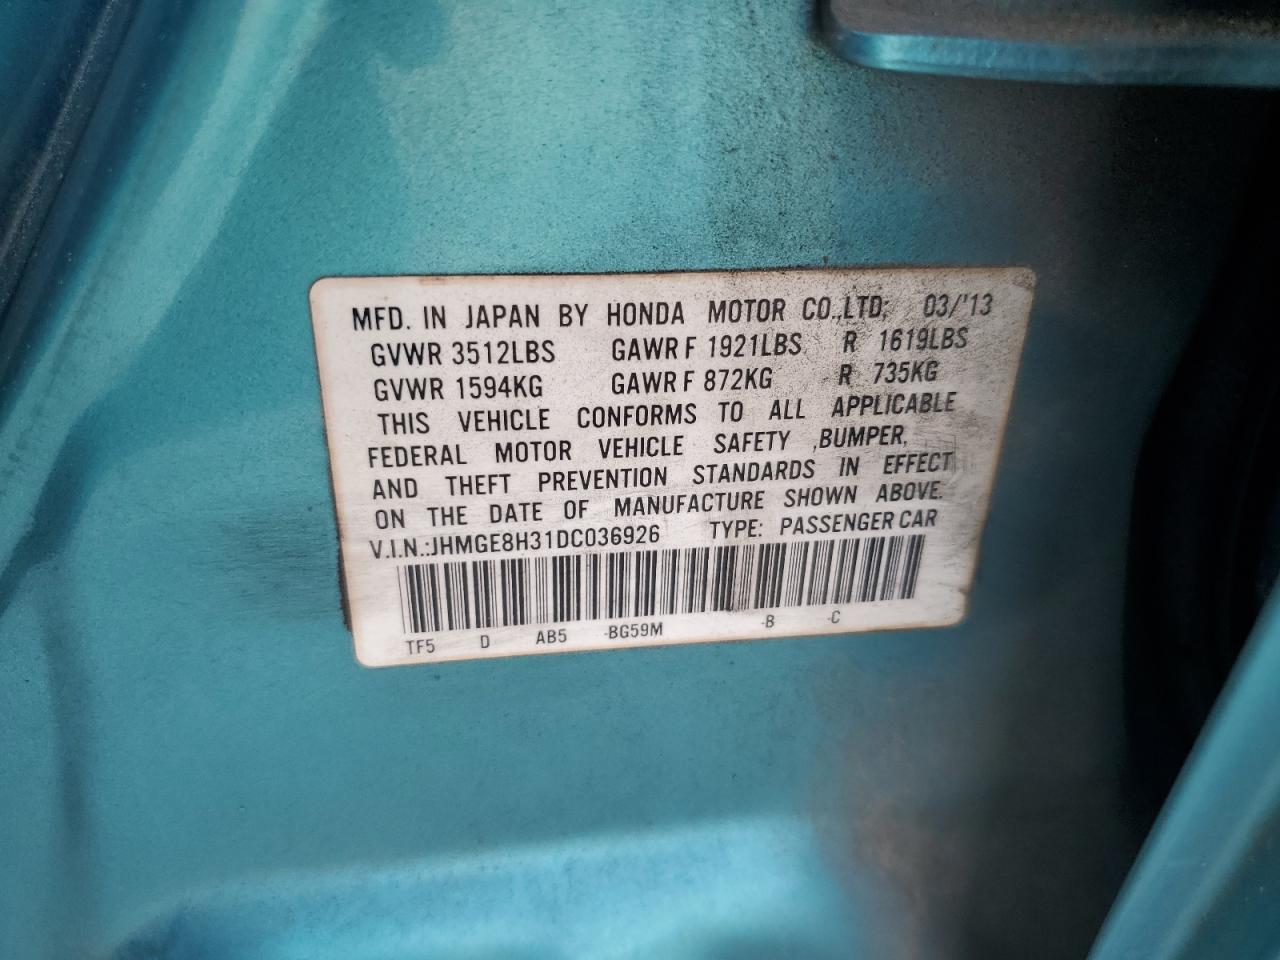 MFD. IN JAPAN BY HONDA MOTOR CO.,LTD; 03/'13
GVWR 3512LBS GAWR F 1921LBS R 1619LBS
GVWR 1594KG GAWR F 872KG R 735KG
THIS VEHICLE CONFORMS TO ALL APPLICABLE
FEDERAL MOTOR VEHICLE SAFETY ,BUMPER,
AND THEFT PREVENTION STANDARDS IN EFFECT
ON THE DATE OF MANUFACTURE SHOWN ABOVE.
V.I.N.:JHMGE8H31DC036926 TYPE: PASSENGER CAR
TF5 D AB5 -BG59M -B -C